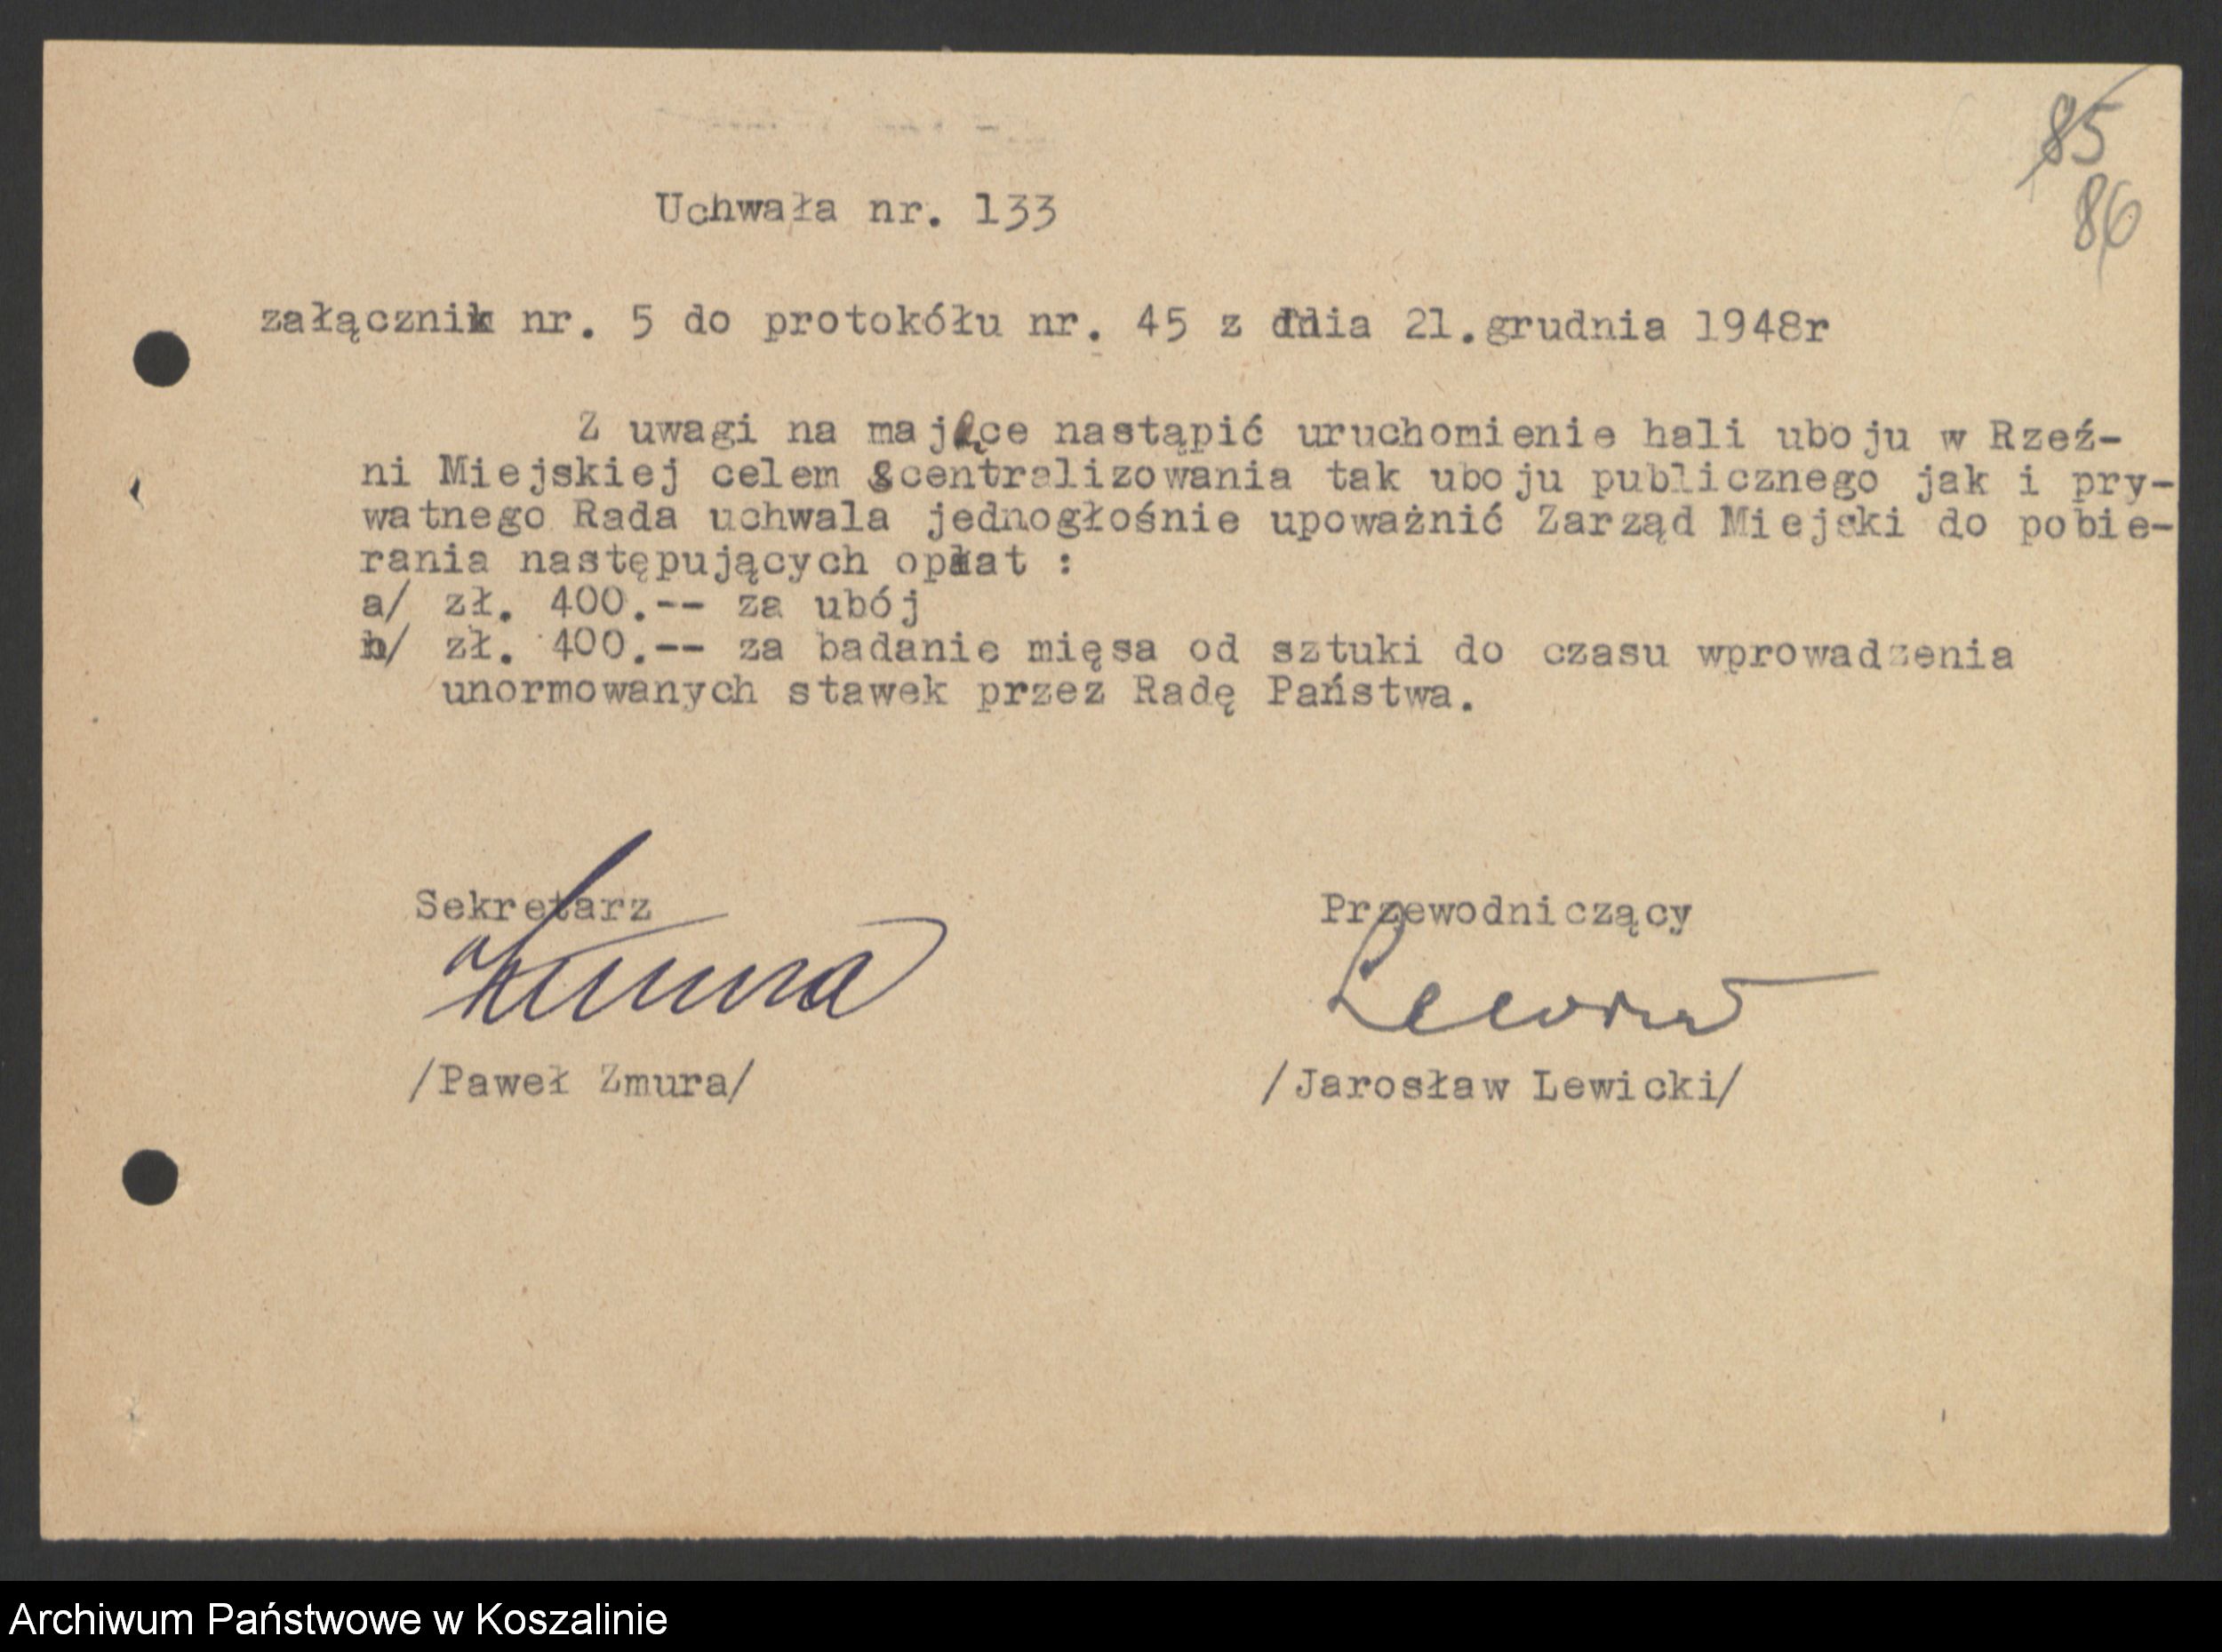 85
86
Uchwała nr. 133
załącznik nr. 5 do protokółu nr. 45 z dnia 21.grudnia 1948r
Z uwagi na mające nastąpić uruchomienie hali uboju w Rzeź-
ni Miejskiej celem scentralizowania tak uboju publicznego jak i pry-
watnego Rada uchwala jednogłośnie upoważnić Zarząd Miejski do pobie-
rania następujących opłat :
a/ zł. 400.-- za ubój
b/ zł. 400.-- za badanie mięsa od sztuki do czasu wprowadzenia
unormowanych stawek przez Radę Państwa.
Sekretarz Przewodniczący
Zmura Lewicki
/Paweł Zmura/ /Jarosław Lewicki/
Archiwum Państwowe w Koszalinie